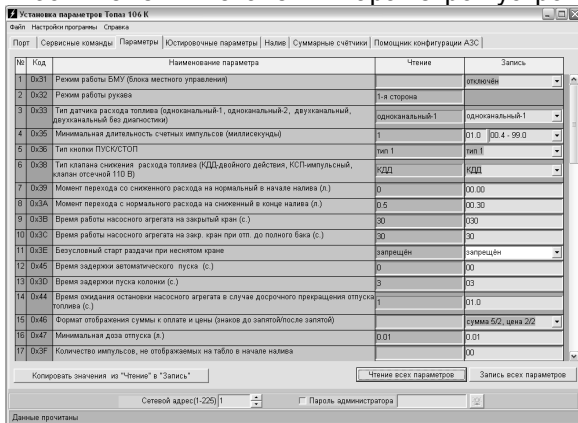 Установка параметров Топаз 106 К
Файл Настройки программы Справка
Порт Сервисные команды Параметры Юстировочные параметры Налив Суммарные счётчики Помощник конфигурации АЗС
№ Код Наименование параметра Чтение Запись
1 0x31 Режим работы БМУ (блока местного управления) отключён
2 0x32 Режим работы рукава 1-я сторона
3 0x33 Тип датчика расхода топлива (одноканальный-1, одноканальный-2, двухканальный, двухканальный без диагностики) одноканальный-1 одноканальный-1
4 0x35 Минимальная длительность счетных импульсов (миллисекунды) 1 01.0 00.4 - 99.0
5 0x36 Тип кнопки ПУСК/СТОП тип 1 тип 1
6 0x38 Тип клапана снижения расхода топлива (КДД-двойного действия, КСП-импульсный, клапан отсечной 110 В) КДД КДД
7 0x39 Момент перехода со сниженного расхода на нормальный в начале налива (л.) 0 00.00
8 0x3A Момент перехода с нормального расхода на сниженный в конце налива (л.) 0.5 00.30
9 0x3B Время работы насосного агрегата на закрытый кран (с.) 30 030
10 0x3C Время работы насосного агрегата на закр. кран при отп. до полного бака (с.) 30 30
11 0x3E Безусловный старт раздачи при неснятом кране запрещён запрещён
12 0x45 Время задержки автоматического пуска (с.) 0 00
13 0x3D Время задержки пуска колонки (с.) 3 03
14 0x44 Время ожидания остановки насосного агрегата в случае досрочного прекращения отпуска топлива (с.) 1 01.0
15 0x46 Формат отображения суммы к оплате и цены (знаков до запятой/после запятой) сумма 5/2, цена 2/2
16 0x47 Минимальная доза отпуска (л.) 0.01 0.01
17 0x3F Количество импульсов, не отображаемых на табло в начале налива 00
Копировать значения из "Чтение" в "Запись" Чтение всех параметров Запись всех параметров
Сетевой адрес(1-225) 1 Пароль администратора
Данные прочитаны